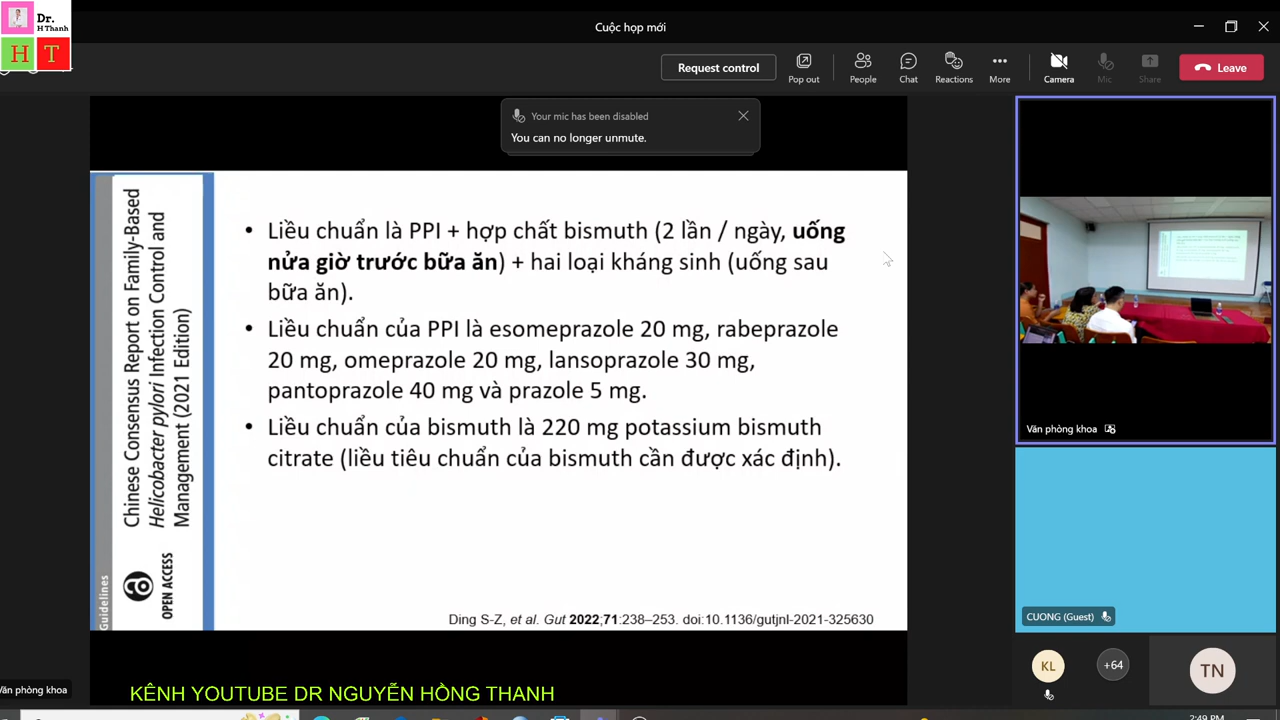 Dr.
H Thanh
H T
Cuộc họp mới
Request control
Pop out
People
Chat
Reactions
More
Camera
Mic
Share
Leave
Your mic has been disabled
You can no longer unmute.
Chinese Consensus Report on Family-Based
Helicobacter pylori Infection Control and
Management (2021 Edition)
Guidelines
OPEN ACCESS
• Liều chuẩn là PPI + hợp chất bismuth (2 lần / ngày, uống
nửa giờ trước bữa ăn) + hai loại kháng sinh (uống sau
bữa ăn).
• Liều chuẩn của PPI là esomeprazole 20 mg, rabeprazole
20 mg, omeprazole 20 mg, lansoprazole 30 mg,
pantoprazole 40 mg và prazole 5 mg.
• Liều chuẩn của bismuth là 220 mg potassium bismuth
citrate (liều tiêu chuẩn của bismuth cần được xác định).
Ding S-Z, et al. Gut 2022;71:238–253. doi:10.1136/gutjnl-2021-325630
Văn phòng khoa
CUONG (Guest)
KL
+64
TN
Văn phòng khoa
KÊNH YOUTUBE DR NGUYỄN HỒNG THANH
2:49 PM